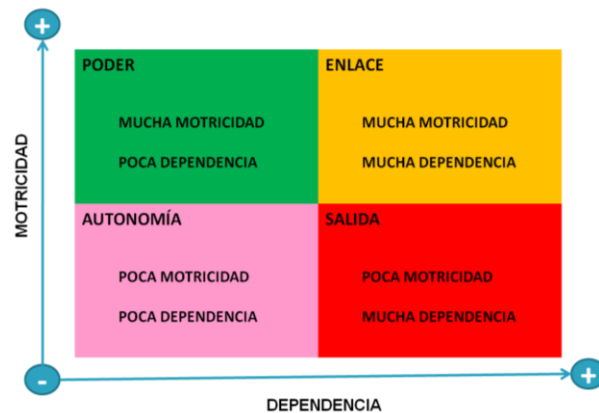 +
MOTRICIDAD
PODER
MUCHA MOTRICIDAD
POCA DEPENDENCIA
ENLACE
MUCHA MOTRICIDAD
MUCHA DEPENDENCIA
AUTONOMÍA
POCA MOTRICIDAD
POCA DEPENDENCIA
SALIDA
POCA MOTRICIDAD
MUCHA DEPENDENCIA
-
+
DEPENDENCIA